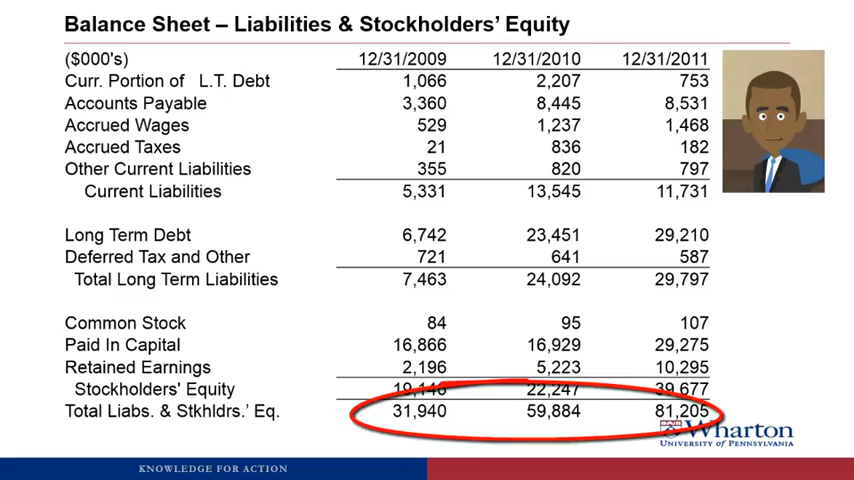 Balance Sheet – Liabilities & Stockholders’ Equity
($000's) 12/31/2009 12/31/2010 12/31/2011
Curr. Portion of L.T. Debt 1,066 2,207 753
Accounts Payable 3,360 8,445 8,531
Accrued Wages 529 1,237 1,468
Accrued Taxes 21 836 182
Other Current Liabilities 355 820 797
Current Liabilities 5,331 13,545 11,731
Long Term Debt 6,742 23,451 29,210
Deferred Tax and Other 721 641 587
Total Long Term Liabilities 7,463 24,092 29,797
Common Stock 84 95 107
Paid In Capital 16,866 16,929 29,275
Retained Earnings 2,196 5,223 10,295
Stockholders' Equity 19,146 22,247 39,677
Total Liabs. & Stkhldrs.’ Eq. 31,940 59,884 81,205
Wharton
UNIVERSITY of PENNSYLVANIA
KNOWLEDGE FOR ACTION